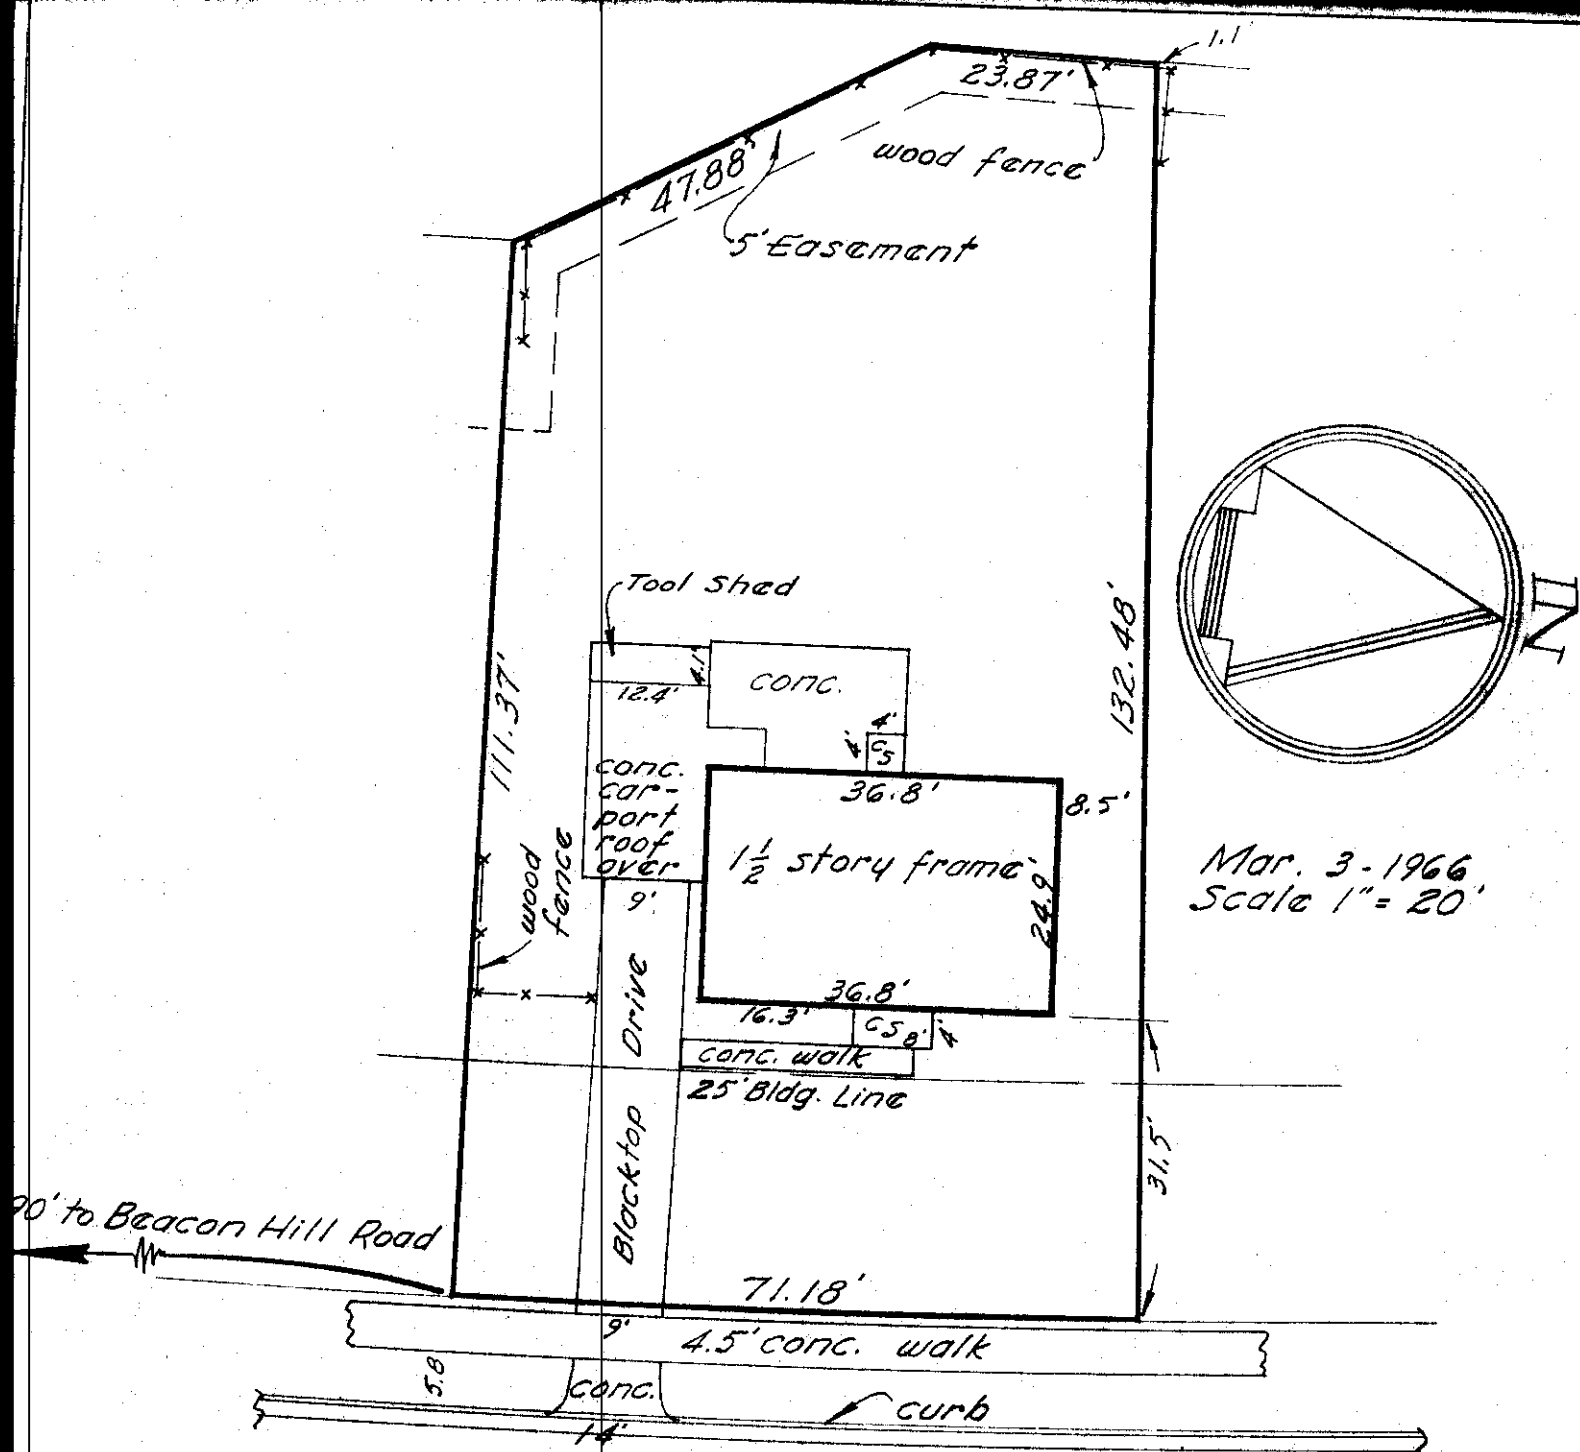 1.1
23.87'
wood fence
47.88'
5' Easement
Tool Shed
4.1'
12.4'
conc.
4'
4'
CS
111.37'
132.48'
N
conc.
car-
port
roof
over
36.8'
8.5'
1½ story frame
24.9'
Mar. 3-1966
Scale 1" = 20'
wood
fence
9'
36.8'
16.3'
CS
8'
4'
conc. walk
25' Bldg. Line
Blacktop Drive
31.5'
90' to Beacon Hill Road
71.18'
9'
4.5' conc. walk
5.8
conc.
curb
14'